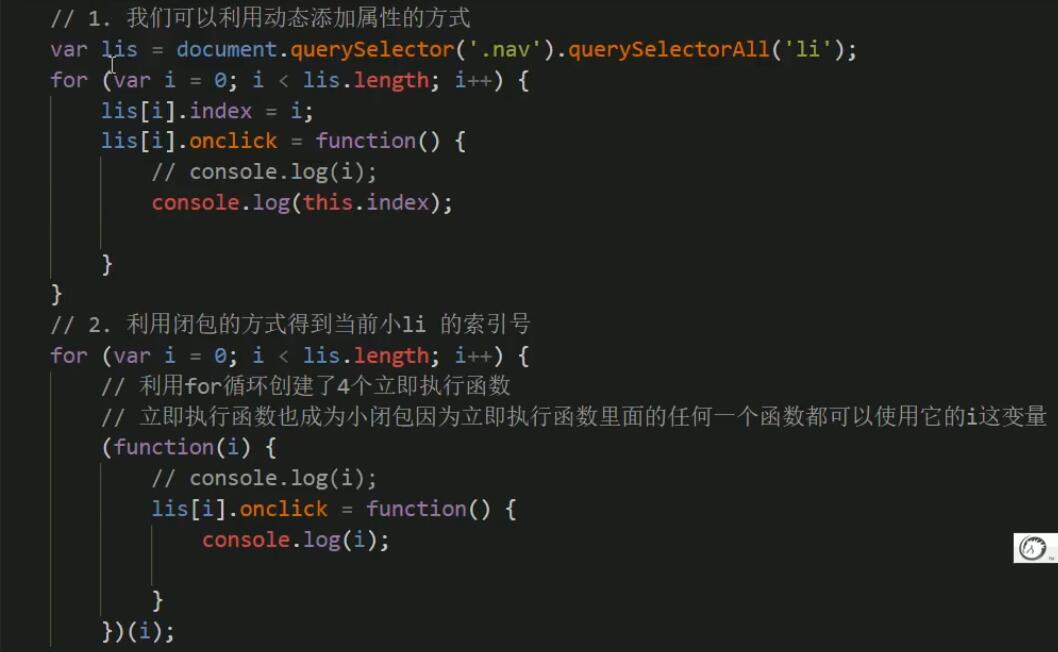 // 1. 我们可以利用动态添加属性的方式
var lis = document.querySelector('.nav').querySelectorAll('li');
for (var i = 0; i < lis.length; i++) {
lis[i].index = i;
lis[i].onclick = function() {
// console.log(i);
console.log(this.index);
}
}
// 2. 利用闭包的方式得到当前小li 的索引号
for (var i = 0; i < lis.length; i++) {
// 利用for循环创建了4个立即执行函数
// 立即执行函数也成为小闭包因为立即执行函数里面的任何一个函数都可以使用它的i这变量
(function(i) {
// console.log(i);
lis[i].onclick = function() {
console.log(i);
}
})(i);